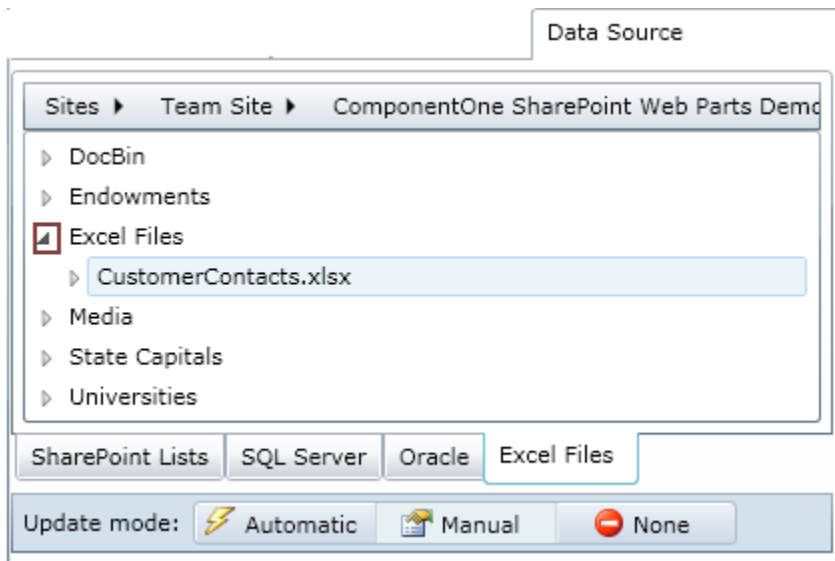 Data Source
Sites Team Site ComponentOne SharePoint Web Parts Demo
DocBin
Endowments
Excel Files
CustomerContacts.xlsx
Media
State Capitals
Universities
SharePoint Lists SQL Server Oracle Excel Files
Update mode: Automatic Manual None